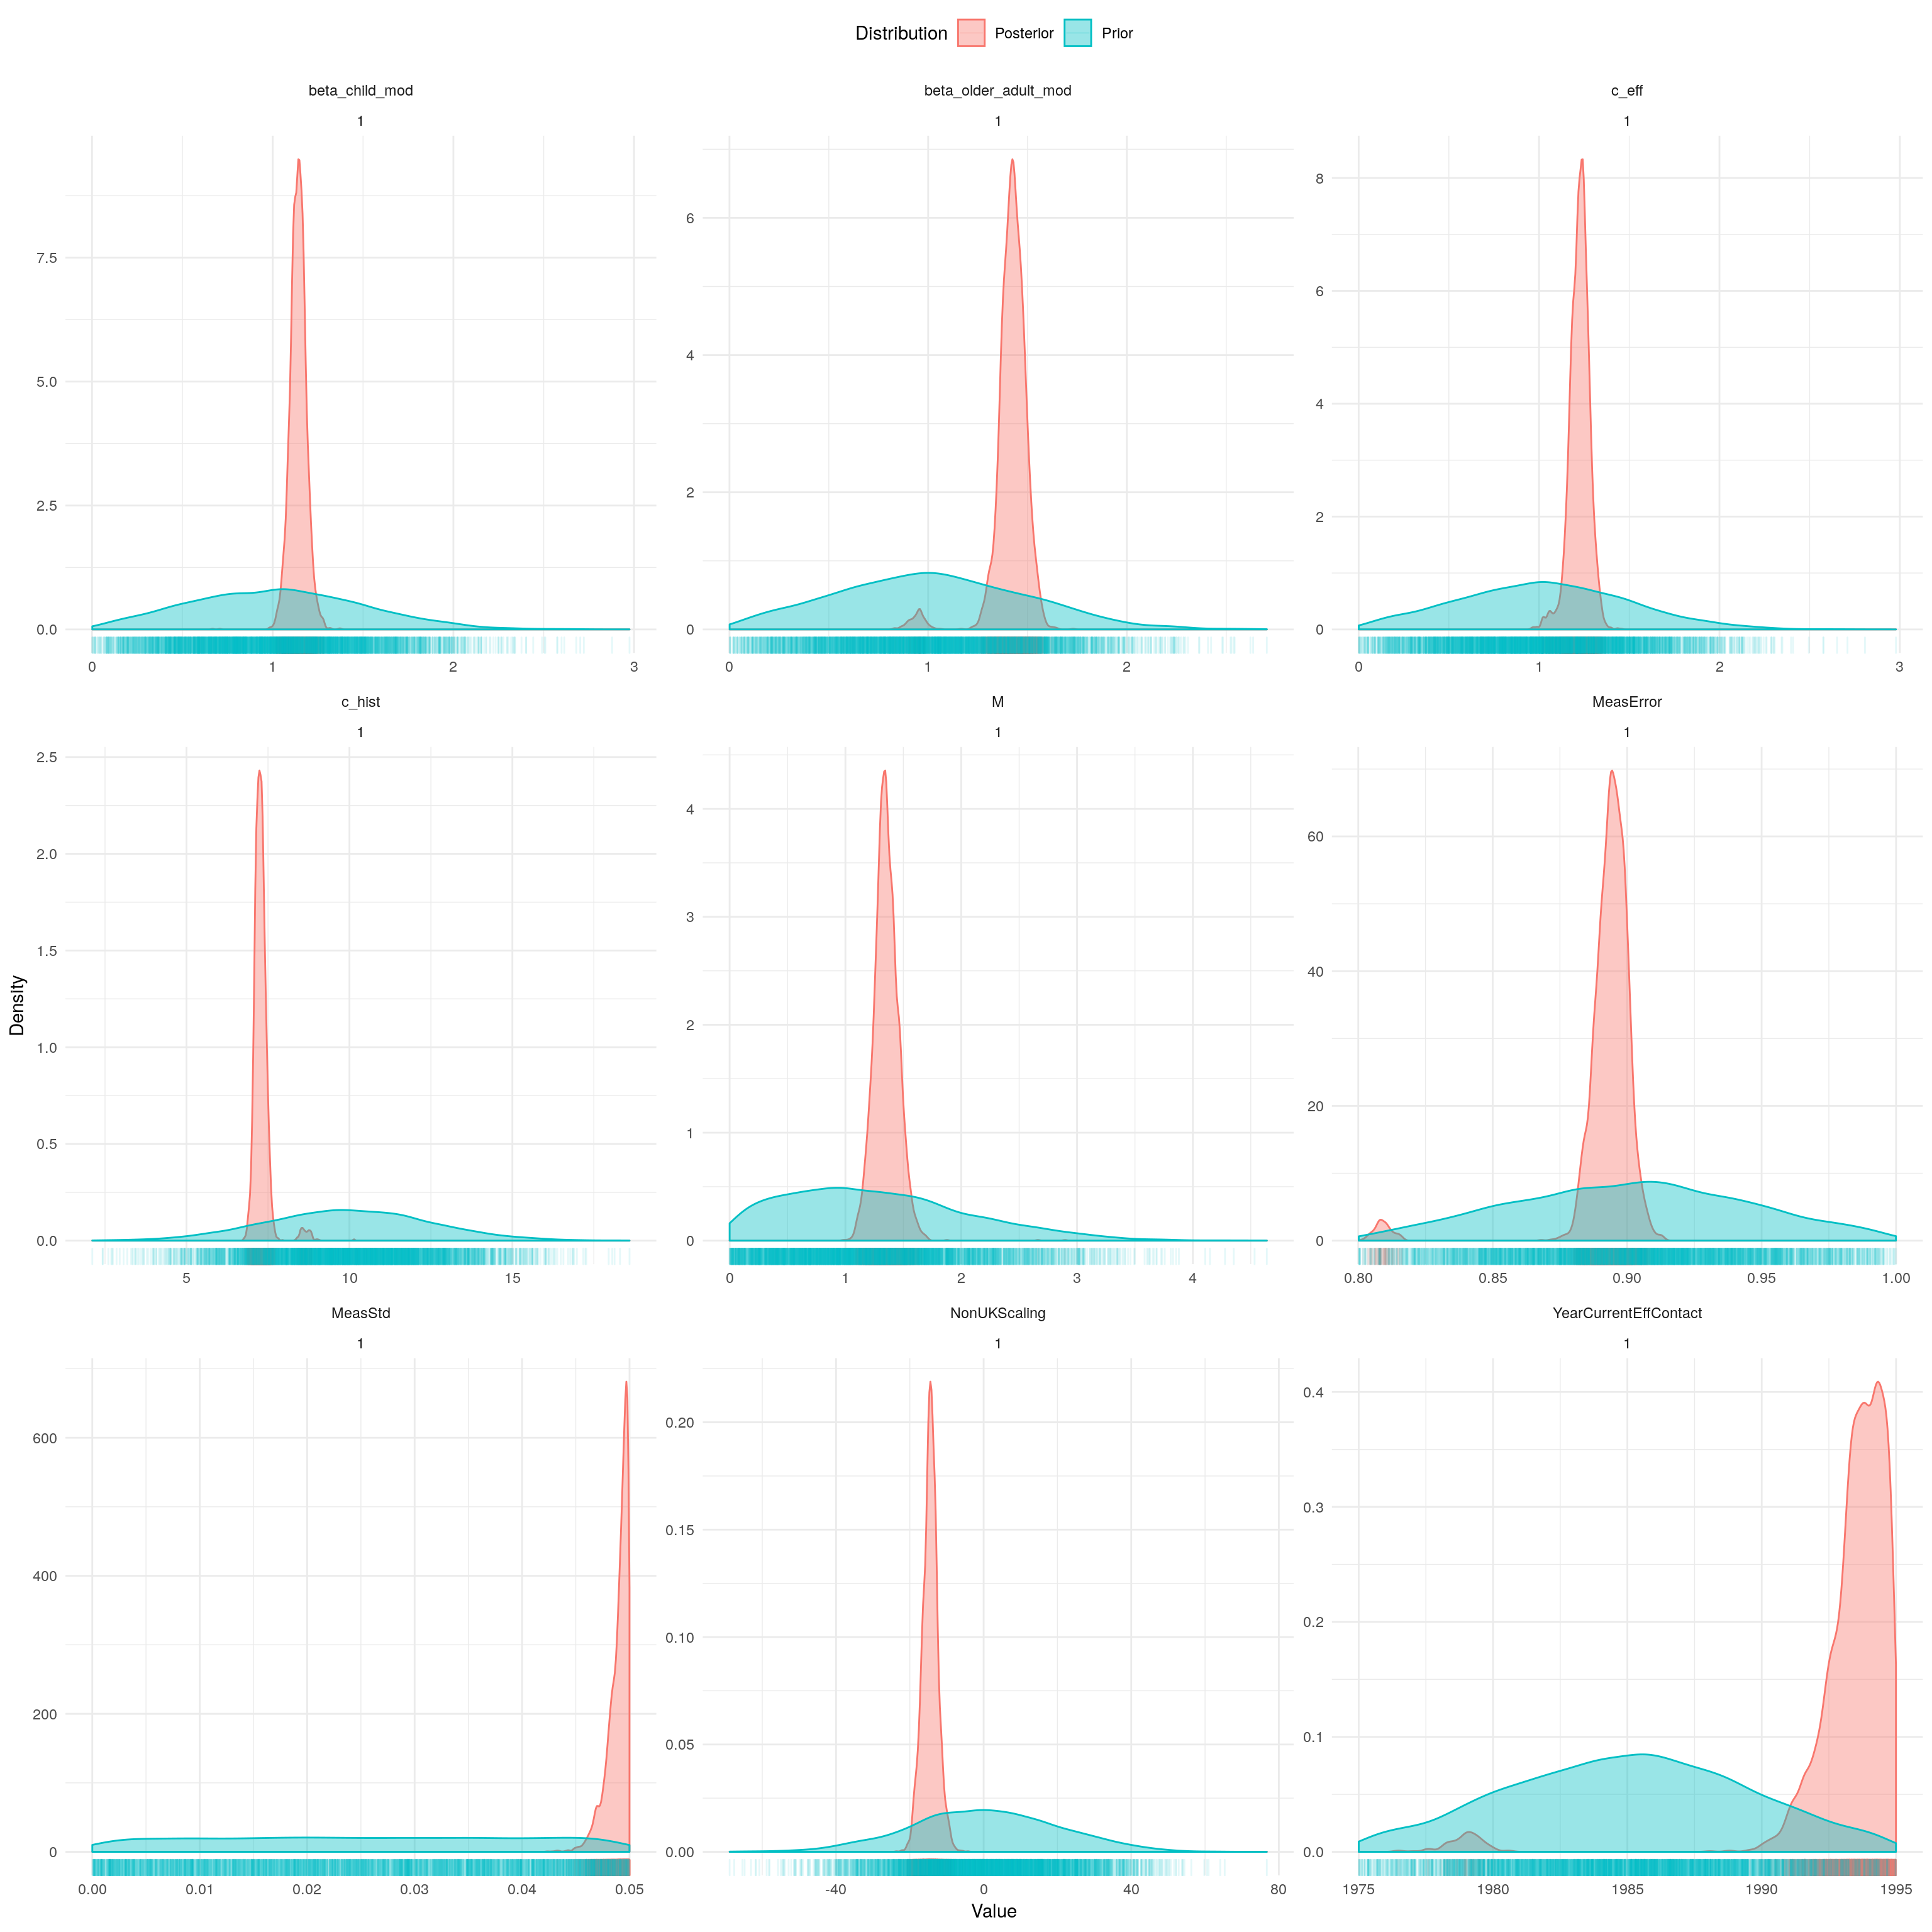 Distribution Posterior Prior
beta_child_mod beta_older_adult_mod c_eff
1 1 1
7.5 5.0 2.5 0.0
6 4 2 0
8 6 4 2 0
0 1 2 3
0 1 2
0 1 2 3
c_hist M MeasError
1 1 1
2.5 2.0 1.5 1.0 0.5 0.0
4 3 2 1 0
60 40 20 0
5 10 15
0 1 2 3 4
0.80 0.85 0.90 0.95 1.00
Density
MeasStd NonUKScaling YearCurrentEffContact
1 1 1
600 400 200 0
0.20 0.15 0.10 0.05 0.00
0.4 0.3 0.2 0.1 0.0
0.00 0.01 0.02 0.03 0.04 0.05
-40 0 40 80
1975 1980 1985 1990 1995
Value